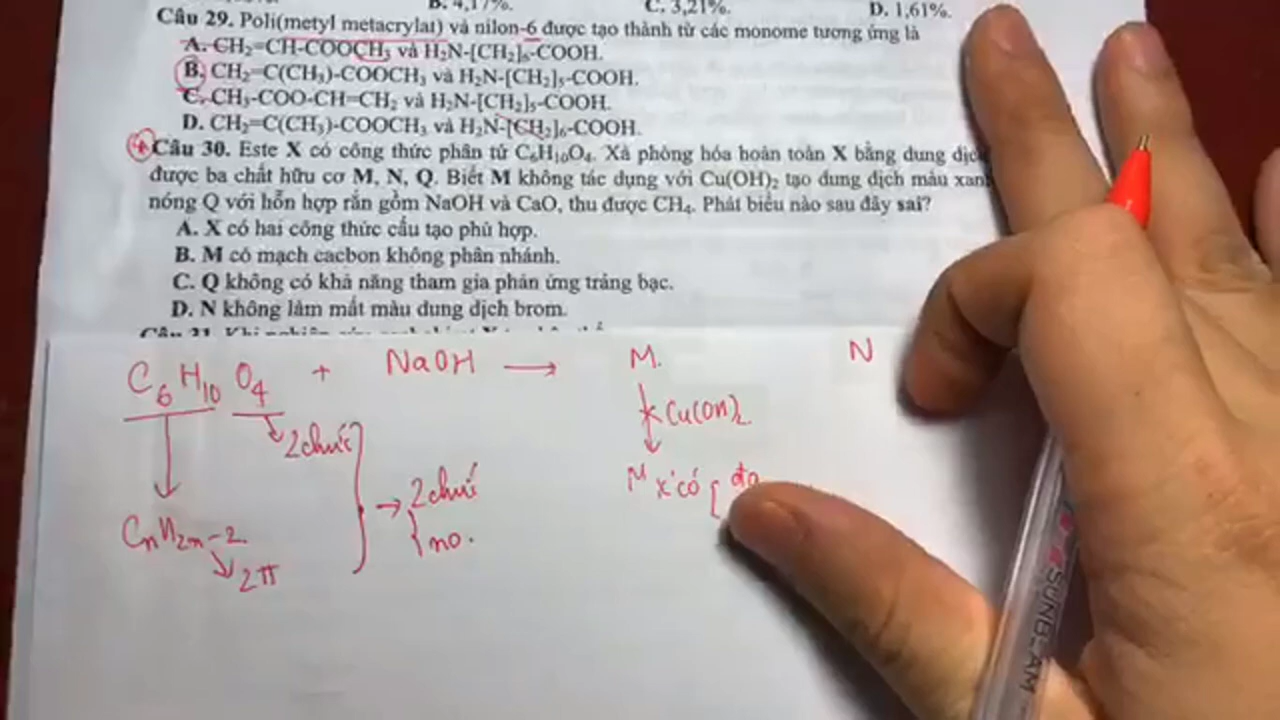 B. 4,17%. C. 3,21%. D. 1,61%.
Câu 29. Poli(metyl metacrylat) và nilon-6 được tạo thành từ các monome tương ứng là
A. CH₂=CH-COOCH₃ và H₂N-[CH₂]₆-COOH.
B. CH₂=C(CH₃)-COOCH₃ và H₂N-[CH₂]₅-COOH.
C. CH₃-COO-CH=CH₂ và H₂N-[CH₂]₅-COOH.
D. CH₂=C(CH₃)-COOCH₃ và H₂N-[CH₂]₆-COOH.
Câu 30. Este X có công thức phân tử C₆H₁₀O₄. Xà phòng hóa hoàn toàn X bằng dung
được ba chất hữu cơ M, N, Q. Biết M không tác dụng với Cu(OH)₂ tạo dung dịch màu
nóng Q với hỗn hợp rắn gồm NaOH và CaO, thu được CH₄. Phát biểu nào sau đây sai?
A. X có hai công thức cấu tạo phù hợp.
B. M có mạch cacbon không phân nhánh.
C. Q không có khả năng tham gia phản ứng tráng bạc.
D. N không làm mất màu dung dịch brom.
C₆H₁₀O₄ + NaOH → M. N
Cu(OH)₂
2chức
M x có
→ 2chức
no.
CₙH₂ₙ₋₂
2π
SUNBEAM